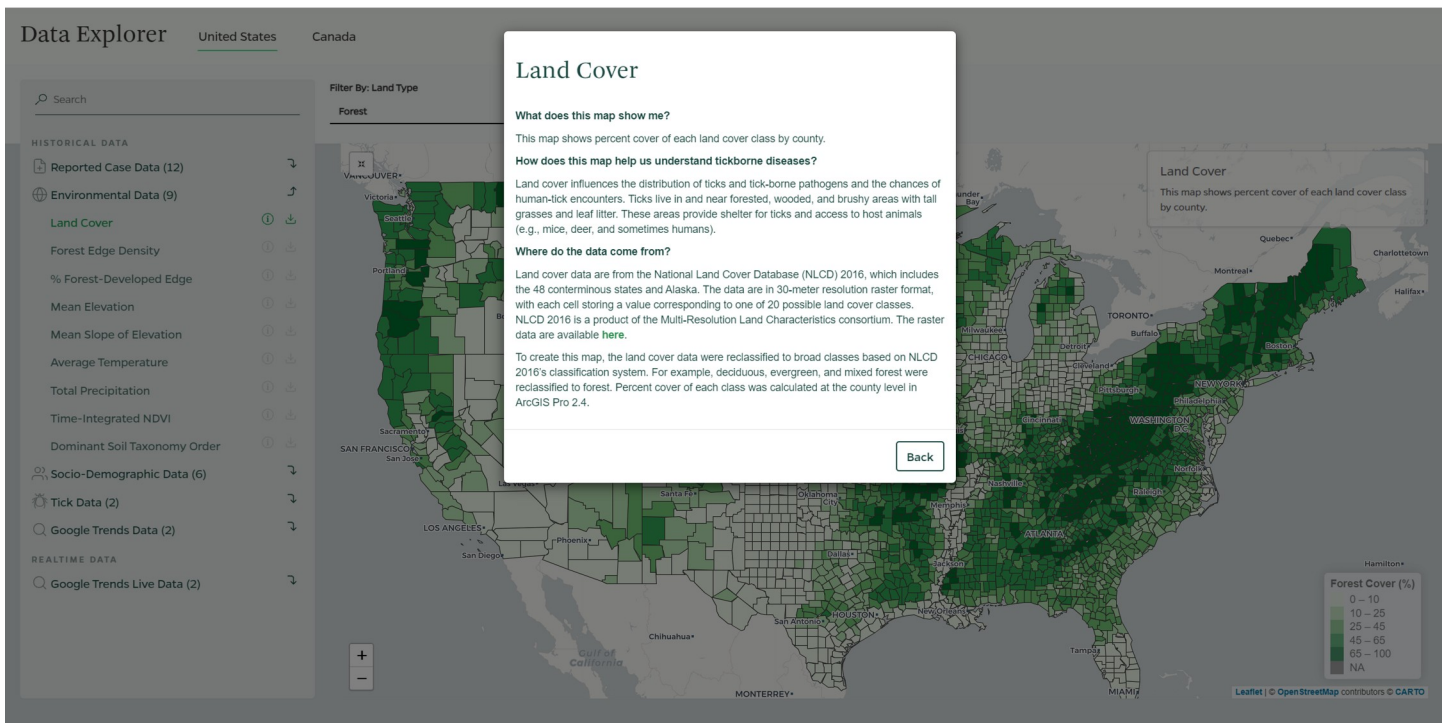 Data Explorer
United States
Canada
Search
HISTORICAL DATA
Reported Case Data (12)
Environmental Data (9)
Land Cover
Forest Edge Density
% Forest-Developed Edge
Mean Elevation
Mean Slope of Elevation
Average Temperature
Total Precipitation
Time-Integrated NDVI
Dominant Soil Taxonomy Order
Socio-Demographic Data (6)
Tick Data (2)
Google Trends Data (2)
REALTIME DATA
Google Trends Live Data (2)
Filter By: Land Type
Forest
Land Cover
What does this map show me?
This map shows percent cover of each land cover class by county.
How does this map help us understand tickborne diseases?
Land cover influences the distribution of ticks and tick-borne pathogens and the chances of
human-tick encounters. Ticks live in and near forested, wooded, and brushy areas with tall
grasses and leaf litter. These areas provide shelter for ticks and access to host animals
(e.g., mice, deer, and sometimes humans).
Where do the data come from?
Land cover data are from the National Land Cover Database (NLCD) 2016, which includes
the 48 conterminous states and Alaska. The data are in 30-meter resolution raster format,
with each cell storing a value corresponding to one of 20 possible land cover classes.
NLCD 2016 is a product of the Multi-Resolution Land Characteristics consortium. The raster
data are available here.
To create this map, the land cover data were reclassified to broad classes based on NLCD
2016's classification system. For example, deciduous, evergreen, and mixed forest were
reclassified to forest. Percent cover of each class was calculated at the county level in
ArcGIS Pro 2.4.
Back
Land Cover
This map shows percent cover of each land cover class
by county.
VANCOUVER
Victoria
Seattle
Portland
Sacramento
SAN FRANCISCO
San Jose
Las Vegas
LOS ANGELES
San Diego
Phoenix
Santa Fe
Oklahoma
City
Dallas
HOUSTON
San Antonio
Chihuahua
Gulf of
California
MONTERREY
Bay
Quebec
Charlottetown
Montreal
Halifax
TORONTO
Buffalo
Boston
Milwaukee
Detroit
CHICAGO
Cleveland
NEW YORK
Pittsburgh
Philadelphia
Cincinnati
WASHINGTON
D.C.
Norfolk
Nashville
Raleigh
Memphis
ATLANTA
Jackson
New Orleans
Tampa
MIAMI
Hamilton
Forest Cover (%)
0 – 10
10 – 25
25 – 45
45 – 65
65 – 100
NA
+
−
Leaflet | © OpenStreetMap contributors © CARTO